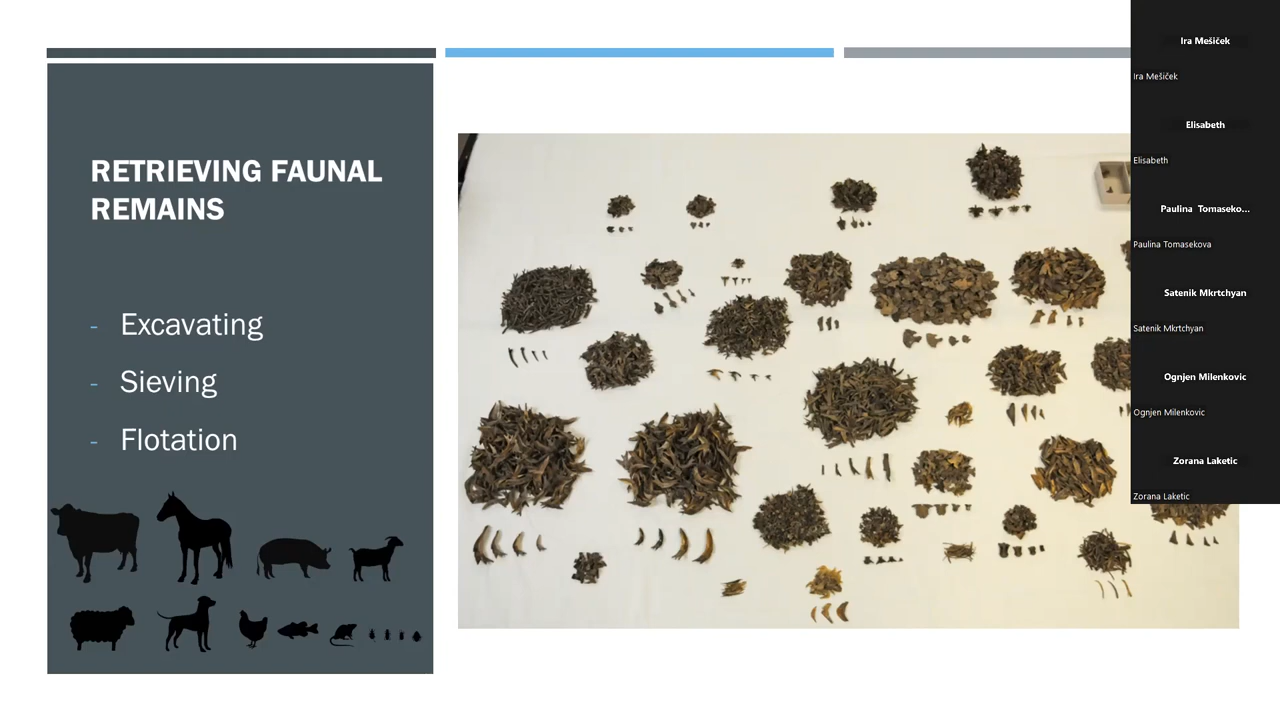 RETRIEVING FAUNAL
REMAINS
- Excavating
- Sieving
- Flotation
Ira Mešiček
Ira Mešiček
Elisabeth
Elisabeth
Paulina Tomaseko...
Paulina Tomasekova
Satenik Mkrtchyan
Satenik Mkrtchyan
Ognjen Milenkovic
Ognjen Milenkovic
Zorana Laketic
Zorana Laketic